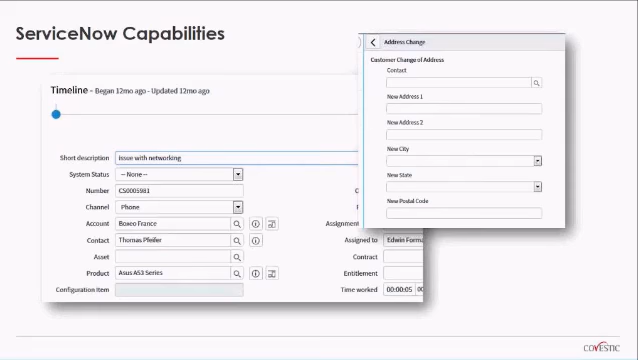 ServiceNow Capabilities
Timeline – Began 12mo ago - Updated 12mo ago
Short description
issue with networking
System Status
-- None --
Number
CS0005981
Channel
Phone
Account
Boxeo France
Contact
Thomas Pfeifer
Asset
Product
Asus A53 Series
Configuration Item
Assignment
Assigned to
Edwin
Contract
Entitlement
Time worked
00:00:05
Address Change
Customer Change of Address
Contact
New Address 1
New Address 2
New City
New State
New Postal Code
COVESTIC